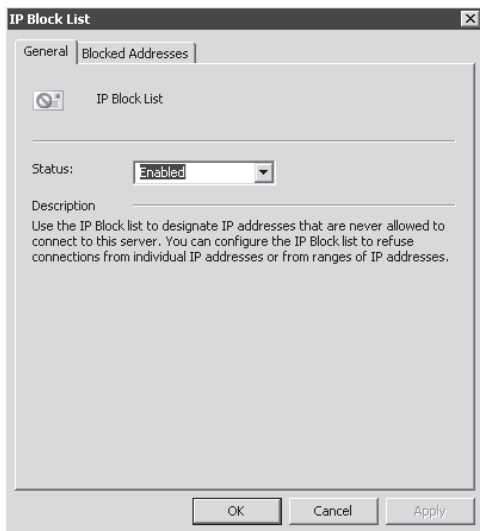 IP Block List
General Blocked Addresses
IP Block List
Status: Enabled
Description
Use the IP Block list to designate IP addresses that are never allowed to
connect to this server. You can configure the IP Block list to refuse
connections from individual IP addresses or from ranges of IP addresses.
OK Cancel Apply